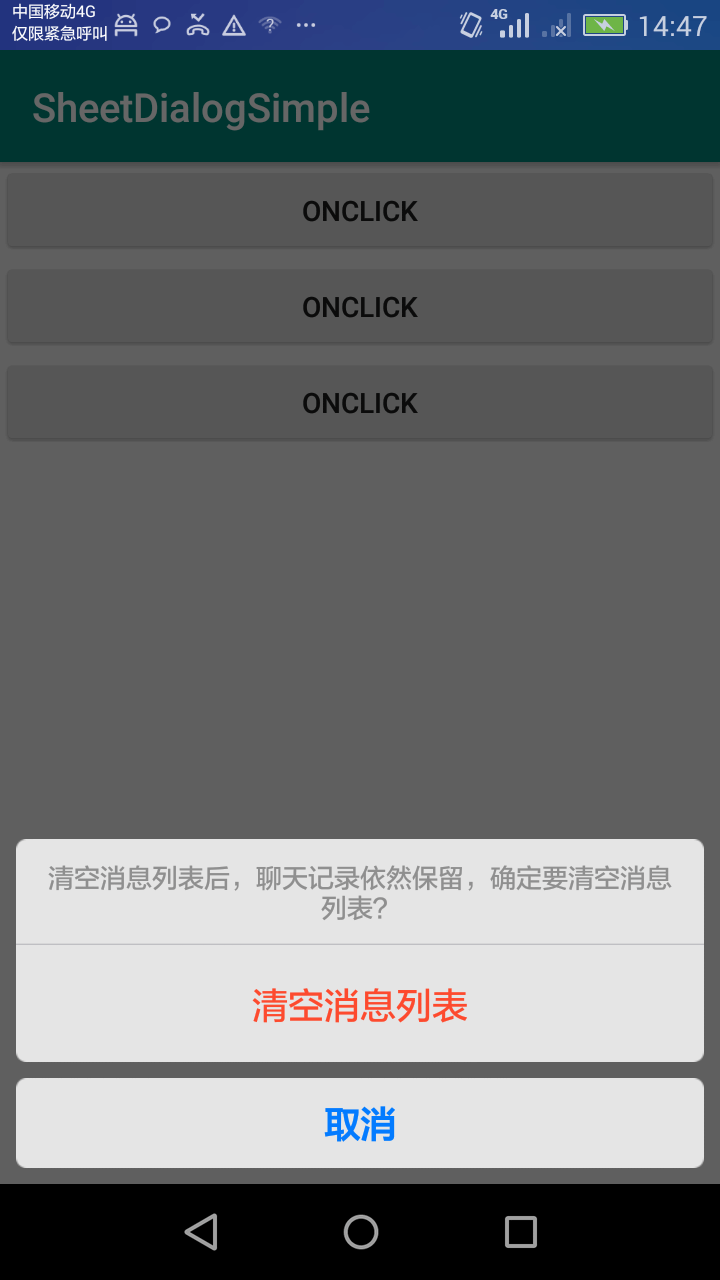 中国移动4G
仅限紧急呼叫
4G
14:47
SheetDialogSimple
ONCLICK
ONCLICK
ONCLICK
清空消息列表后，聊天记录依然保留，确定要清空消息
列表？
清空消息列表
取消